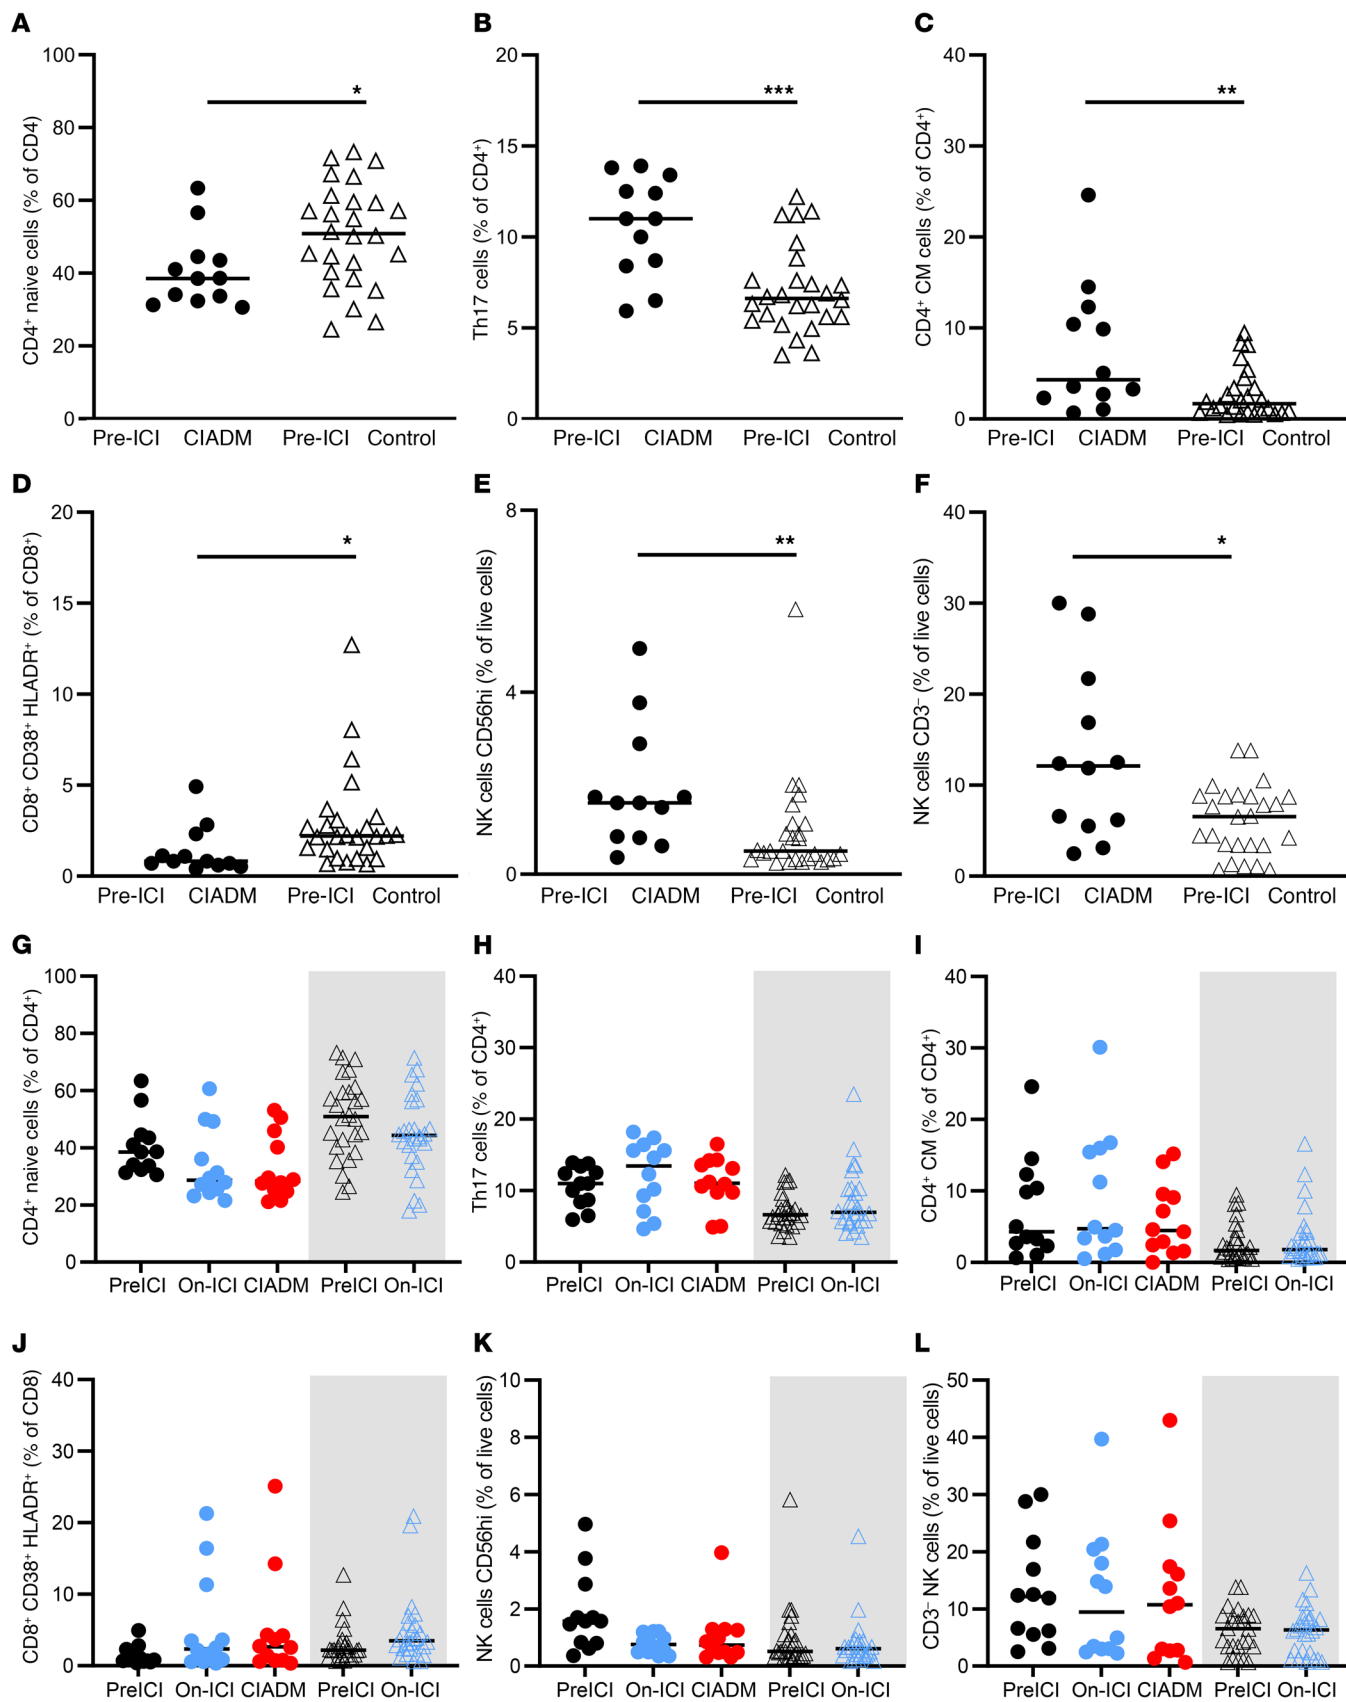 A
CD4⁺ naive cells (% of CD4)
100
80
60
40
20
0
*
Pre-ICI CIADM Pre-ICI Control
B
Th17 cells (% of CD4⁺)
20
15
10
5
0
***
Pre-ICI CIADM Pre-ICI Control
C
CD4⁺ CM cells (% of CD4⁺)
40
30
20
10
0
**
Pre-ICI CIADM Pre-ICI Control
D
CD8⁺ CD38⁺ HLADR⁺ (% of CD8⁺)
20
15
10
5
0
*
Pre-ICI CIADM Pre-ICI Control
E
NK cells CD56hi (% of live cells)
8
4
0
**
Pre-ICI CIADM Pre-ICI Control
F
NK cells CD3⁻ (% of live cells)
40
30
20
10
0
*
Pre-ICI CIADM Pre-ICI Control
G
CD4⁺ naive cells (% of CD4⁺)
100
80
60
40
20
0
PreICI On-ICI CIADM PreICI On-ICI
H
Th17 cells (% of CD4⁺)
40
30
20
10
0
PreICI On-ICI CIADM PreICI On-ICI
I
CD4⁺ CM (% of CD4⁺)
40
30
20
10
0
PreICI On-ICI CIADM PreICI On-ICI
J
CD8⁺ CD38⁺ HLADR⁺ (% of CD8)
40
30
20
10
0
PreICI On-ICI CIADM PreICI On-ICI
K
NK cells CD56hi (% of live cells)
10
8
6
4
2
0
PreICI On-ICI CIADM PreICI On-ICI
L
CD3⁻ NK cells (% of live cells)
50
40
30
20
10
0
PreICI On-ICI CIADM PreICI On-ICI